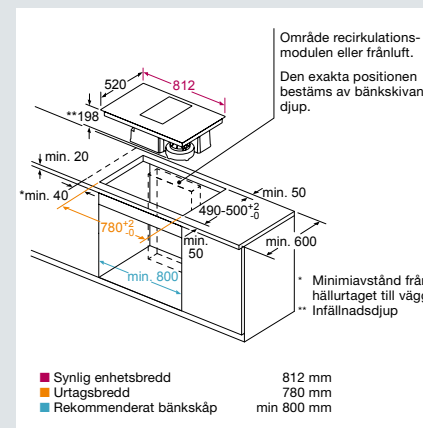 Område recirkulations-
modulen eller frånluft.
Den exakta positionen
bestäms av bänkskivan
djup.
520
812
**198
min. 20
*min. 40
min. 50
490-500 +2 -0
780 +2 -0
min. 50
min. 600
min. 800
* Minimiavstånd från
hällurtaget till vägg
** Infällnadsdjup
Synlig enhetsbredd 812 mm
Urtagsbredd 780 mm
Rekommenderat bänkskåp min 800 mm